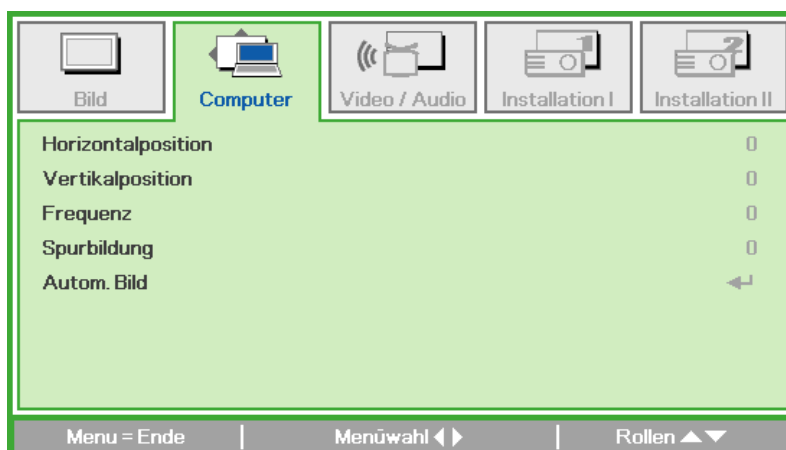 Bild Computer Video / Audio Installation I Installation II
Horizontalposition 0
Vertikalposition 0
Frequenz 0
Spurbildung 0
Autom. Bild
Menu = Ende Menūwahl Rollen